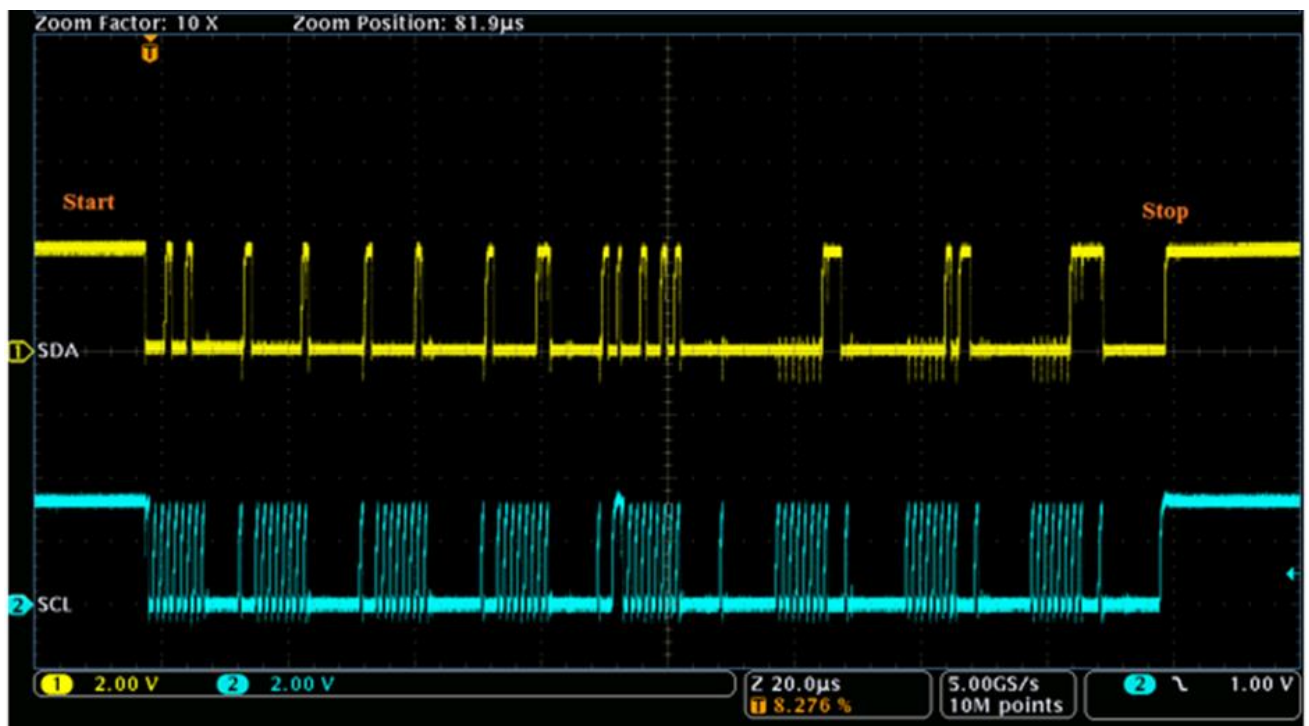 Zoom Factor: 10 X Zoom Position: 81.9µs
T
Start
Stop
1 SDA
2 SCL
1 2.00 V 2 2.00 V Z 20.0µs 5.00GS/s 2 1.00 V
T 8.276 % 10M points